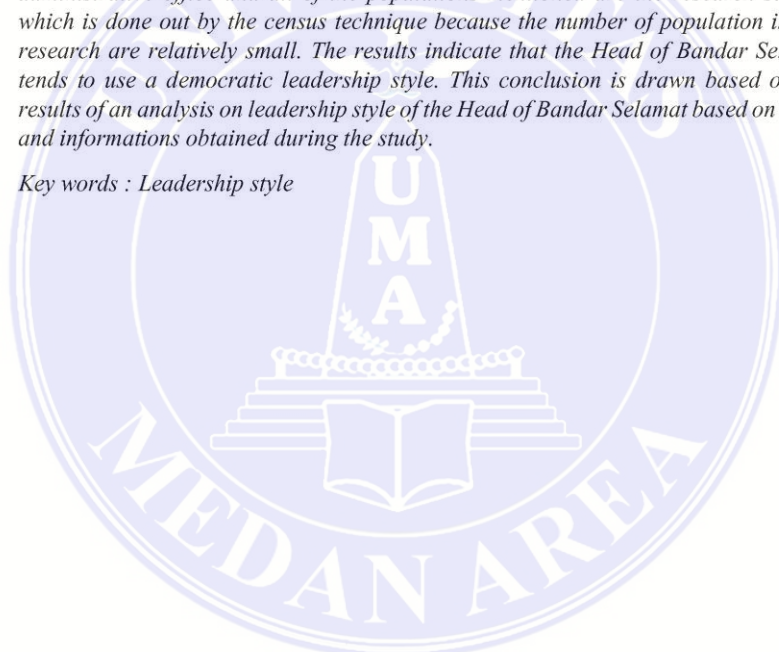 which is done out by the census technique because the number of population i
research are relatively small. The results indicate that the Head of Bandar Se
tends to use a democratic leadership style. This conclusion is drawn based o
results of an analysis on leadership style of the Head of Bandar Selamat based on
and informations obtained during the study.
Key words : Leadership style
U
M
A
MEDAN AREA